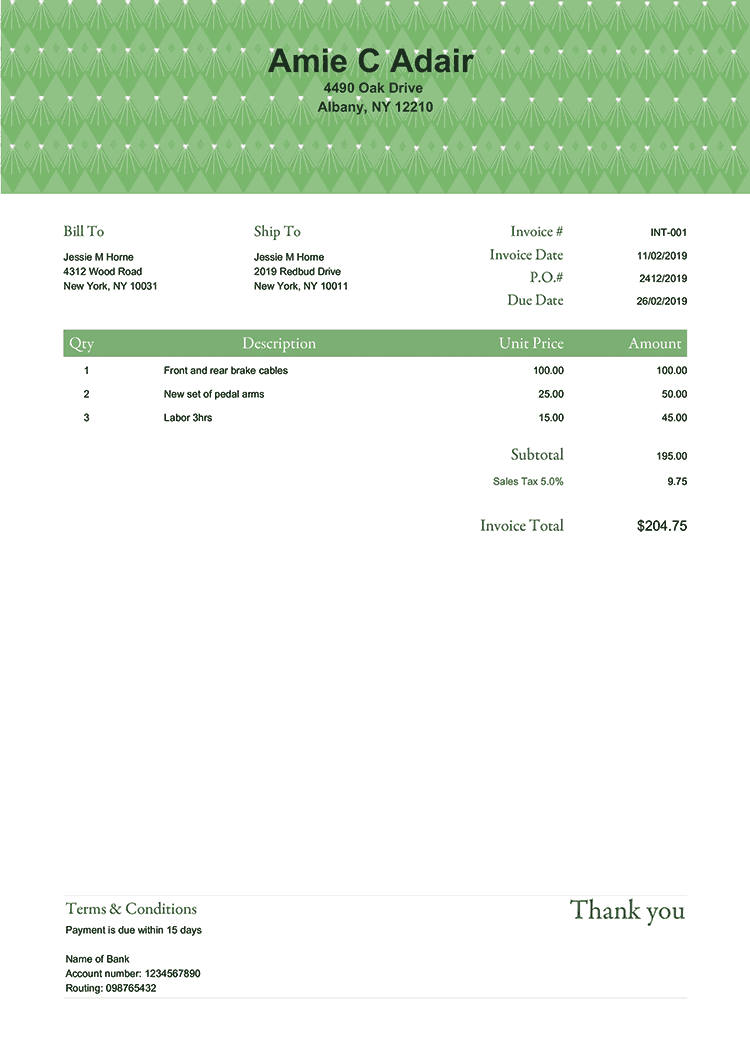 Amie C Adair
4490 Oak Drive
Albany, NY 12210
Bill To
Jessie M Horne
4312 Wood Road
New York, NY 10031
Ship To
Jessie M Horne
2019 Redbud Drive
New York, NY 10011
Invoice # INT-001
Invoice Date 11/02/2019
P.O.# 2412/2019
Due Date 26/02/2019
Qty Description Unit Price Amount
1 Front and rear brake cables 100.00 100.00
2 New set of pedal arms 25.00 50.00
3 Labor 3hrs 15.00 45.00
Subtotal 195.00
Sales Tax 5.0% 9.75
Invoice Total $204.75
Terms & Conditions
Payment is due within 15 days
Name of Bank
Account number: 1234567890
Routing: 098765432
Thank you